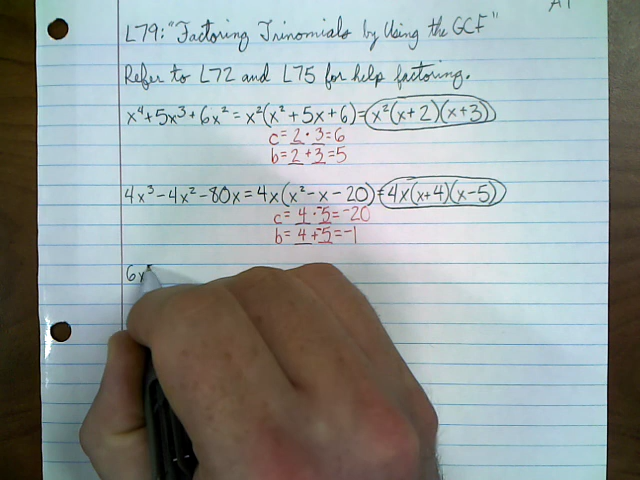 A1
L79: "Factoring Trinomials by Using the GCF"
Refer to L72 and L75 for help factoring.
x⁴+5x³+6x² = x²(x²+5x+6) = x²(x+2)(x+3)
c = 2 · 3 = 6
b = 2 + 3 = 5
4x³-4x²-80x = 4x(x²-x-20) = 4x(x+4)(x-5)
c = 4 · ⁻5 = ⁻20
b = 4 + ⁻5 = ⁻1
6x